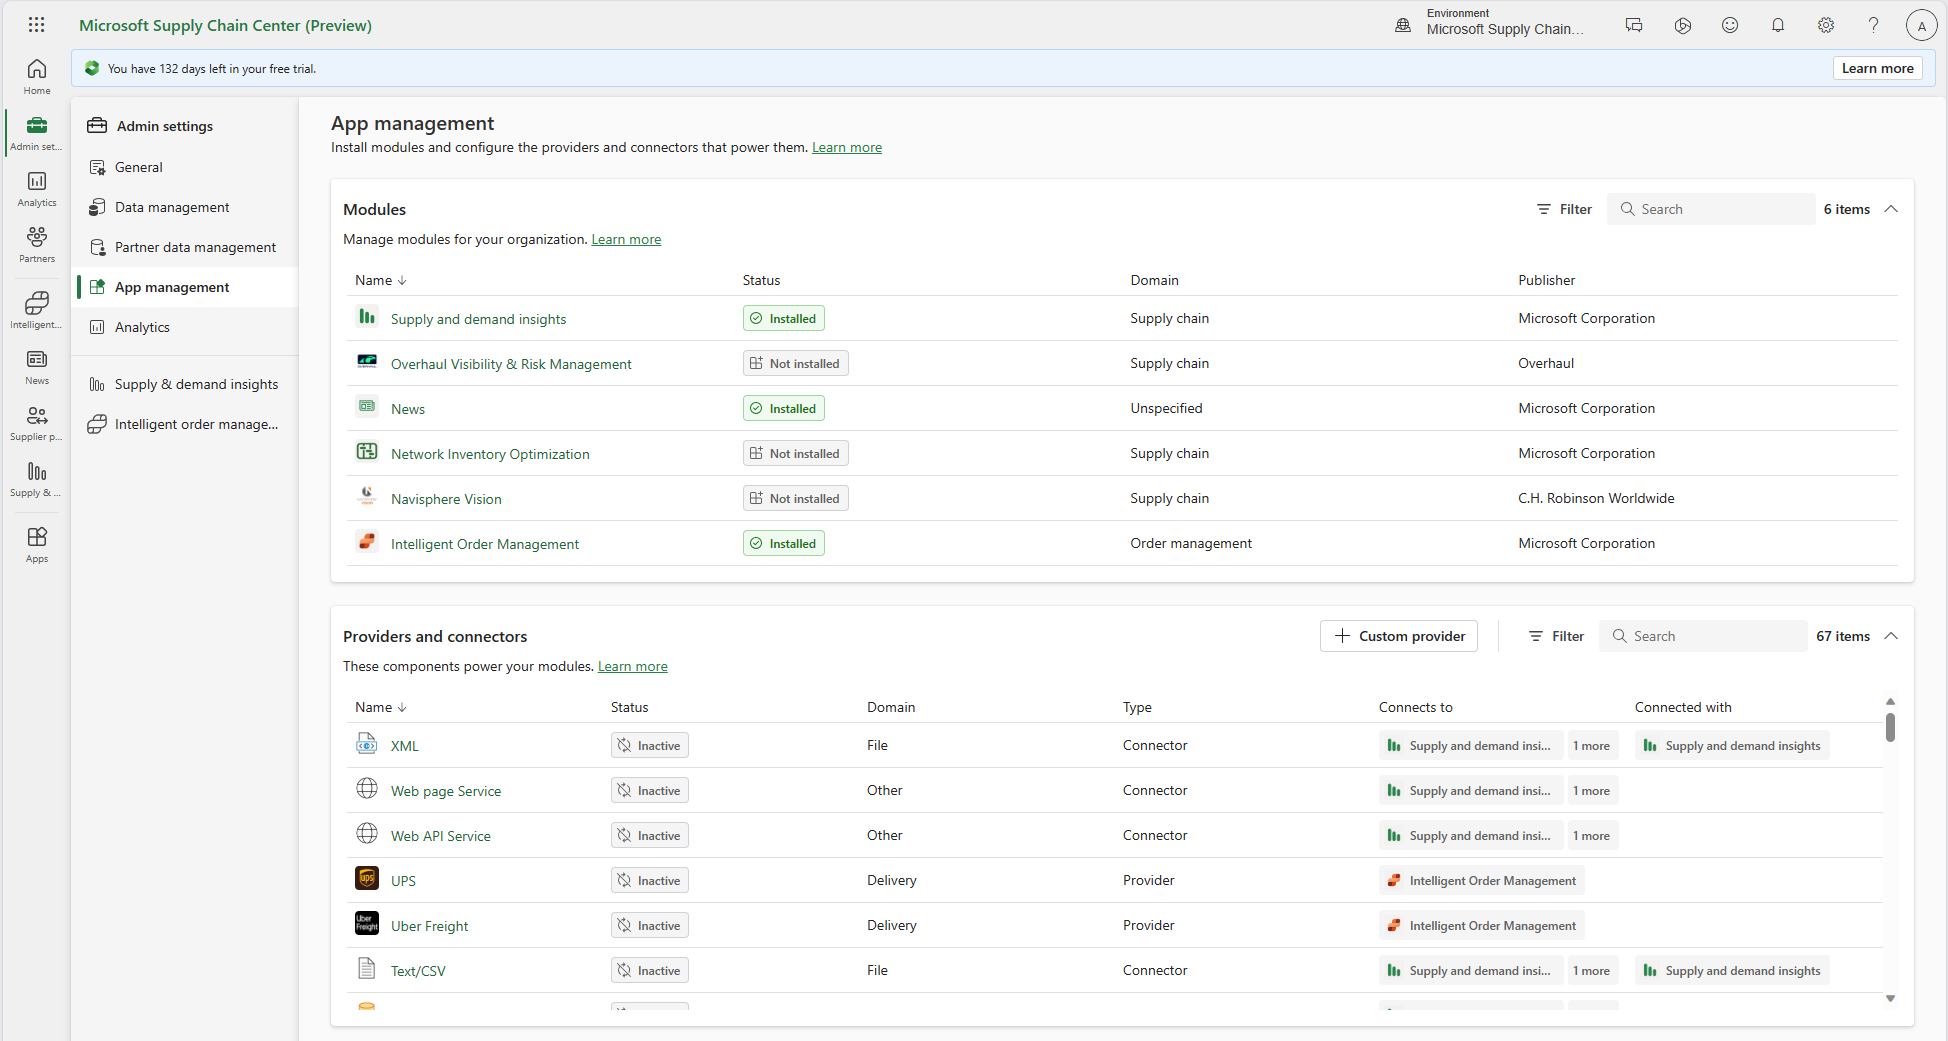 Microsoft Supply Chain Center (Preview)
Environment
Microsoft Supply Chain...
A
You have 132 days left in your free trial.
Learn more
Home
Admin set...
Analytics
Partners
Intelligent...
News
Supplier p...
Supply & ...
Apps
Admin settings
General
Data management
Partner data management
App management
Analytics
Supply & demand insights
Intelligent order manage...
App management
Install modules and configure the providers and connectors that power them. Learn more
Modules
Filter
Search
6 items
Manage modules for your organization. Learn more
Name Status Domain Publisher
Supply and demand insights Installed Supply chain Microsoft Corporation
Overhaul Visibility & Risk Management Not installed Supply chain Overhaul
News Installed Unspecified Microsoft Corporation
Network Inventory Optimization Not installed Supply chain Microsoft Corporation
Navisphere Vision Not installed Supply chain C.H. Robinson Worldwide
Intelligent Order Management Installed Order management Microsoft Corporation
Providers and connectors
Custom provider
Filter
Search
67 items
These components power your modules. Learn more
Name Status Domain Type Connects to Connected with
XML Inactive File Connector Supply and demand insi... 1 more Supply and demand insights
Web page Service Inactive Other Connector Supply and demand insi... 1 more
Web API Service Inactive Other Connector Supply and demand insi... 1 more
ups UPS Inactive Delivery Provider Intelligent Order Management
Uber Freight Uber Freight Inactive Delivery Provider Intelligent Order Management
Text/CSV Inactive File Connector Supply and demand insi... 1 more Supply and demand insights